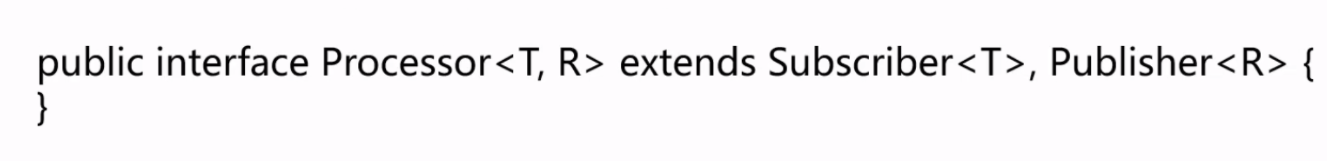 public interface Processor<T, R> extends Subscriber<T>, Publisher<R> {
}